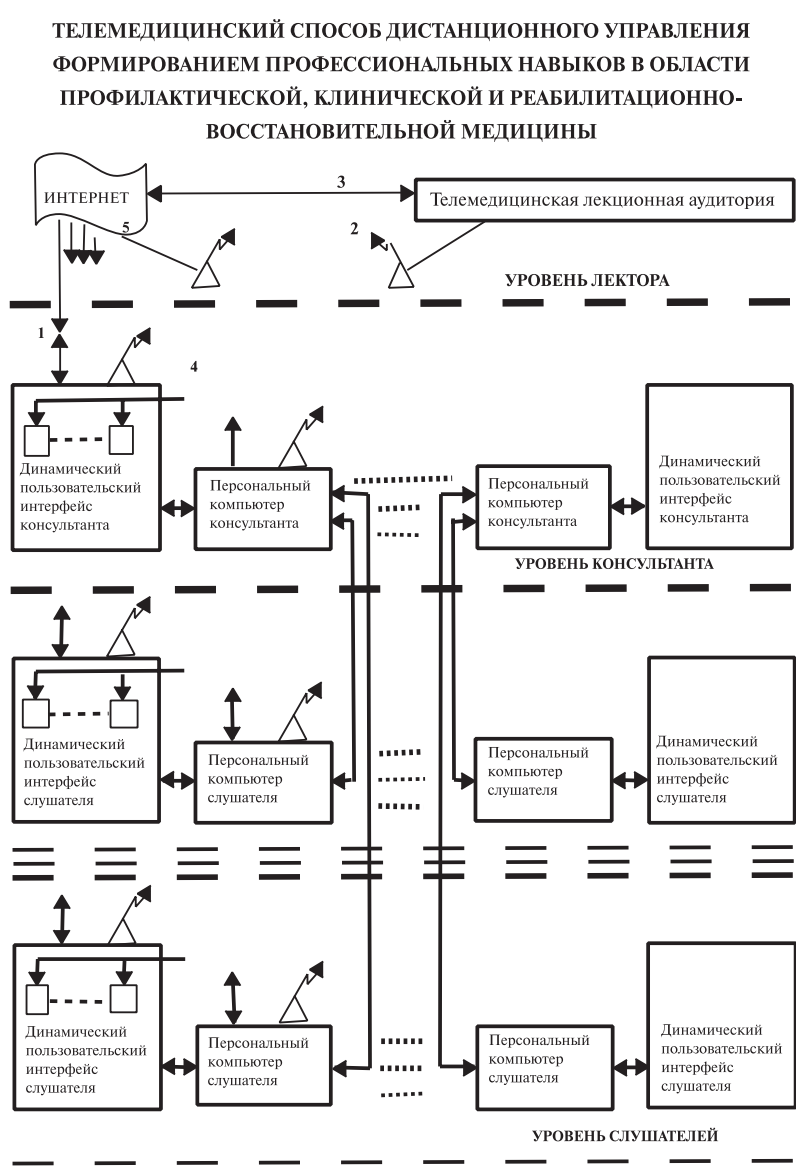 ТЕЛЕМЕДИЦИНСКИЙ СПОСОБ ДИСТАНЦИОННОГО УПРАВЛЕНИЯ
ФОРМИРОВАНИЕМ ПРОФЕССИОНАЛЬНЫХ НАВЫКОВ В ОБЛАСТИ
ПРОФИЛАКТИЧЕСКОЙ, КЛИНИЧЕСКОЙ И РЕАБИЛИТАЦИОННО-
ВОССТАНОВИТЕЛЬНОЙ МЕДИЦИНЫ
ИНТЕРНЕТ
3
Телемедицинская лекционная аудитория
5
2
УРОВЕНЬ ЛЕКТОРА
1
4
Динамический
пользовательский
интерфейс
консультанта
Персональный
компьютер
консультанта
Персональный
компьютер
консультанта
Динамический
пользовательский
интерфейс
консультанта
УРОВЕНЬ КОНСУЛЬТАНТА
Динамический
пользовательский
интерфейс
слушателя
Персональный
компьютер
слушателя
Персональный
компьютер
слушателя
Динамический
пользовательский
интерфейс
слушателя
Динамический
пользовательский
интерфейс
слушателя
Персональный
компьютер
слушателя
Персональный
компьютер
слушателя
Динамический
пользовательский
интерфейс
слушателя
УРОВЕНЬ СЛУШАТЕЛЕЙ